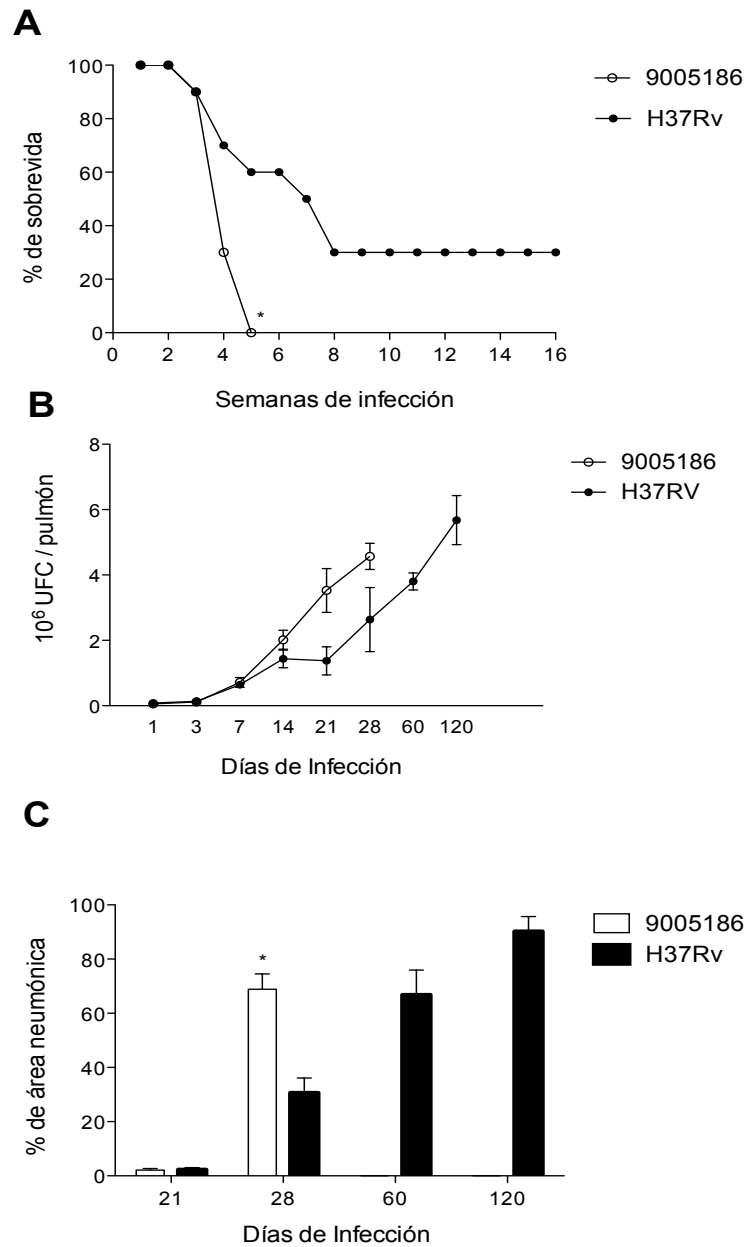 A
% de sobrevida
100
80
60
40
20
0
0 2 4 6 8 10 12 14 16
Semanas de infección
*
9005186
H37Rv
B
10⁶ UFC / pulmón
8
6
4
2
0
1 3 7 14 21 28 60 120
Días de Infección
9005186
H37RV
C
% de área neumónica
100
80
60
40
20
0
*
21 28 60 120
Días de Infección
9005186
H37Rv